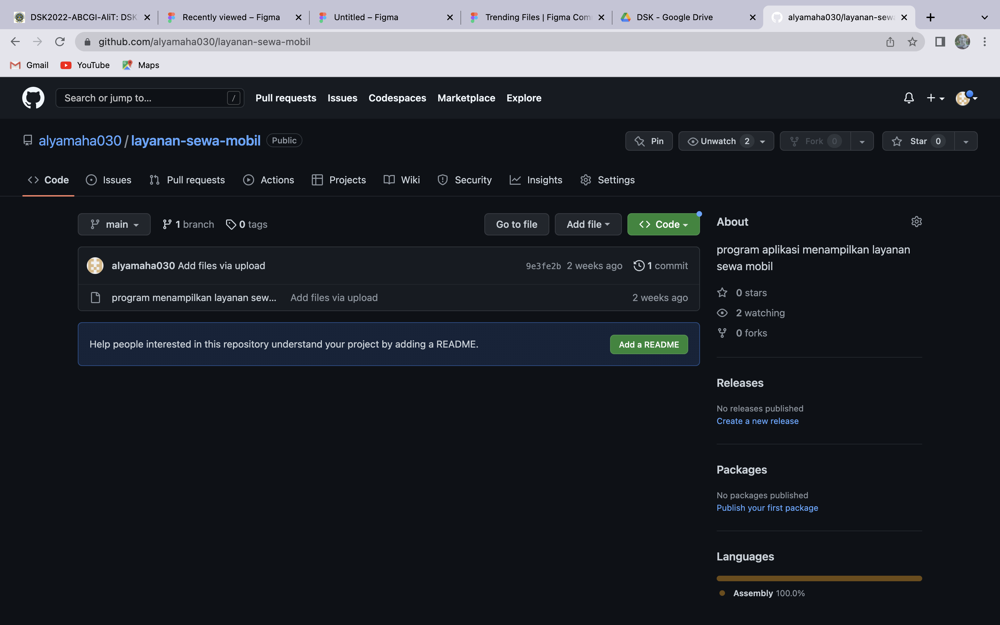 DSK2022-ABCGI-AliT: DSK
Recently viewed – Figma
Untitled – Figma
Trending Files | Figma Com
DSK - Google Drive
alyamaha030/layanan-sewa
github.com/alyamaha030/layanan-sewa-mobil
Gmail YouTube Maps
Search or jump to... / Pull requests Issues Codespaces Marketplace Explore
alyamaha030 / layanan-sewa-mobil Public
Pin Unwatch 2 Fork 0 Star 0
Code Issues Pull requests Actions Projects Wiki Security Insights Settings
main 1 branch 0 tags Go to file Add file Code
alyamaha030 Add files via upload 9e3fe2b 2 weeks ago 1 commit
program menampilkan layanan sew... Add files via upload 2 weeks ago
Help people interested in this repository understand your project by adding a README. Add a README
About
program aplikasi menampilkan layanan
sewa mobil
0 stars
2 watching
0 forks
Releases
No releases published
Create a new release
Packages
No packages published
Publish your first package
Languages
Assembly 100.0%